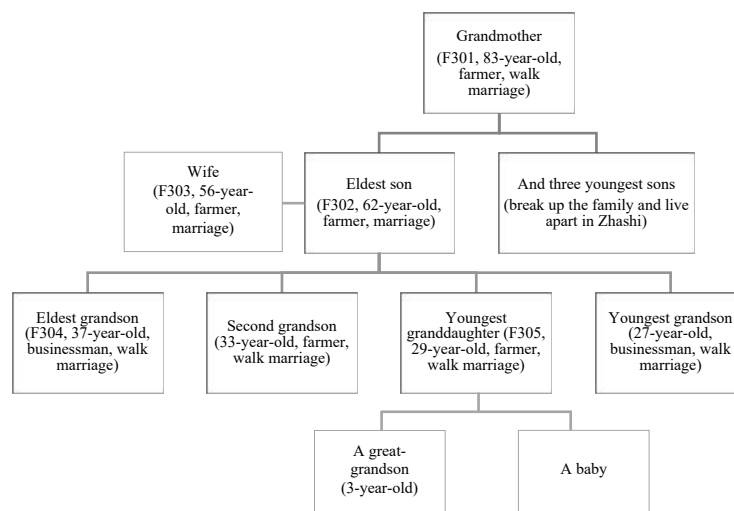 Grandmother
(F301, 83-year-old,
farmer, walk
marriage)
Wife
(F303, 56-year-
old, farmer,
marriage)
Eldest son
(F302, 62-year-old,
farmer, marriage)
And three youngest sons
(break up the family and live
apart in Zhashi)
Eldest grandson
(F304, 37-year-old,
businessman, walk
marriage)
Second grandson
(33-year-old, farmer,
walk marriage)
Youngest
granddaughter (F305,
29-year-old, farmer,
walk marriage)
Youngest grandson
(27-year-old,
businessman, walk
marriage)
A great-
grandson
(3-year-old)
A baby